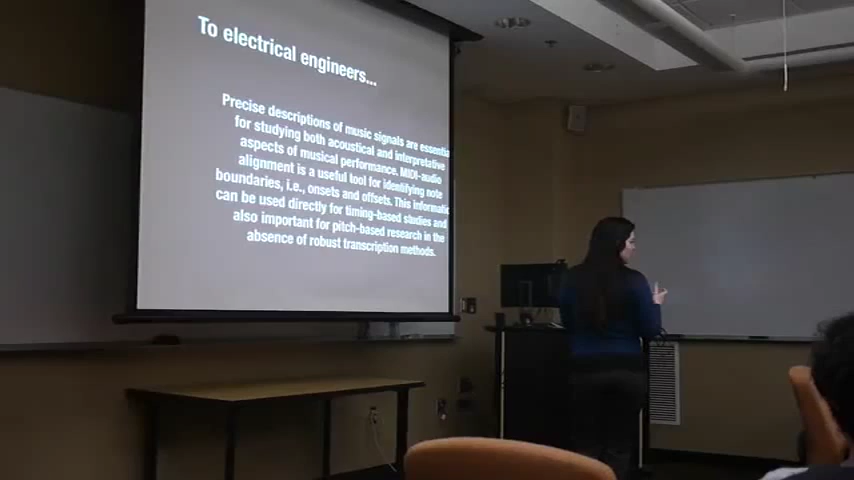 To electrical engineers...
Precise descriptions of music signals are essentia
for studying both acoustical and interpretative
aspects of musical performance. MIDI-audio
alignment is a useful tool for identifying note
boundaries, i.e., onsets and offsets. This informatic
can be used directly for timing-based studies and
also important for pitch-based research in the
absence of robust transcription methods.